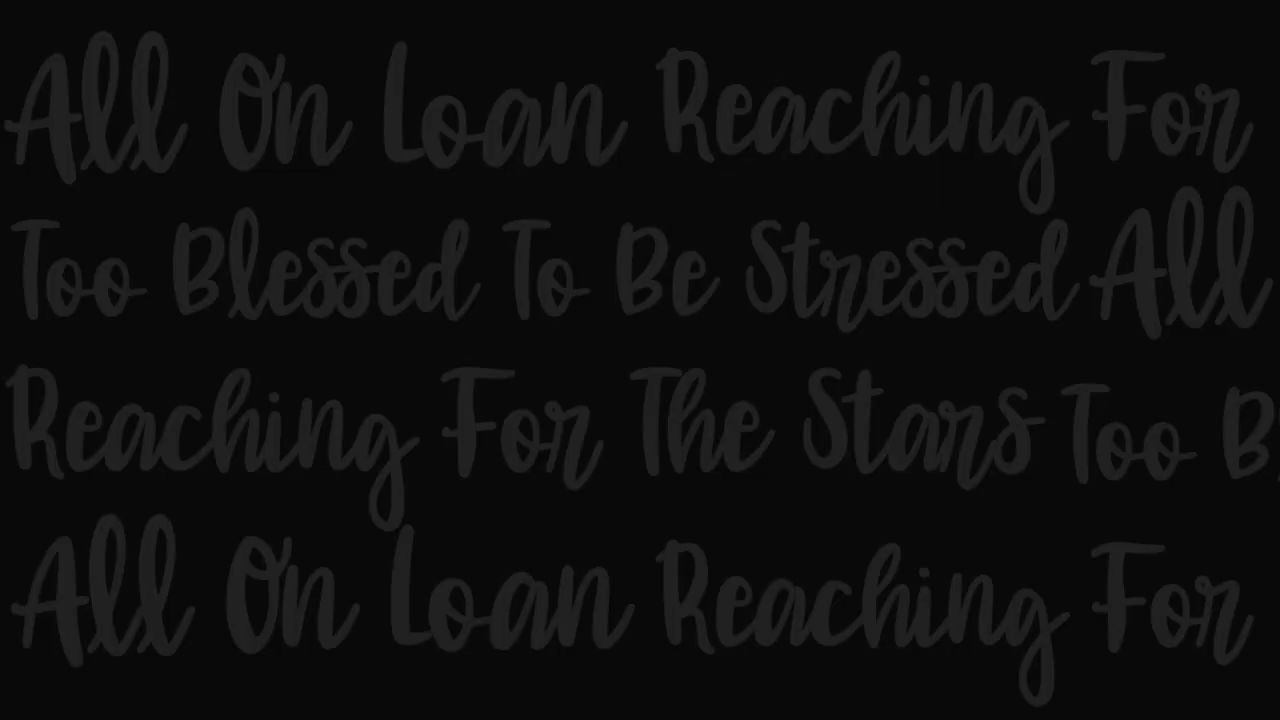 All On Loan Reaching For
Too Blessed To Be Stressed All
Reaching For The Stars Too B
All On Loan Reaching For